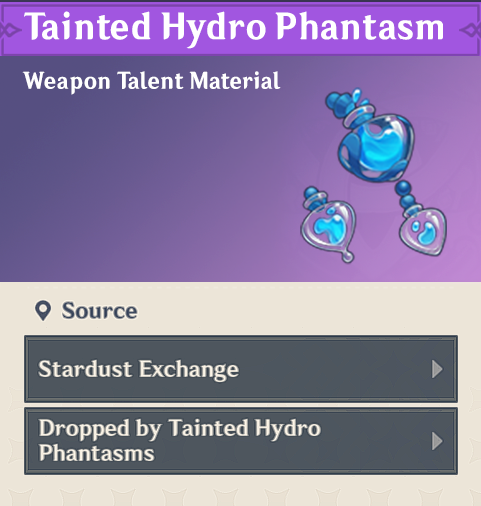 Tainted Hydro Phantasm
Weapon Talent Material
Source
Stardust Exchange
Dropped by Tainted Hydro
Phantasms